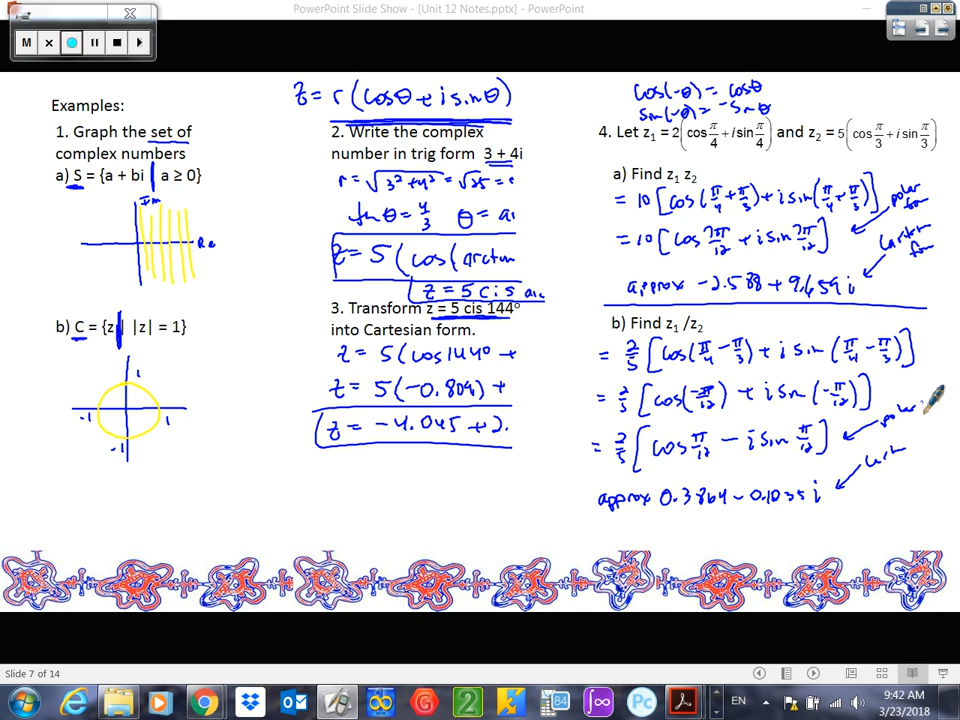 PowerPoint Slide Show - [Unit 12 Notes.pptx] - PowerPoint
M
Examples:
1. Graph the set of
complex numbers
a) S = {a + bi | a ≥ 0}
Im
Re
b) C = {z | |z| = 1}
1
-1 1
-1
z = r (cosθ + i sinθ)
2. Write the complex
number in trig form 3 + 4i
r = √(3² + 4²) = √25 =
tan θ = 4/3 θ = a
z = 5 (cos(arctan
z = 5 cis arc
3. Transform z = 5 cis 144°
into Cartesian form.
z = 5 (cos 144° +
z = 5 (-0.809) +
z = -4.045 + 2.
cos(-θ) = cosθ
sin(-θ) = -sin θ
4. Let z₁ = 2(cos π/4 + i sin π/4) and z₂ = 5(cos π/3 + i sin π/3)
a) Find z₁ z₂
= 10 [cos(π/4 + π/3) + i sin(π/4 + π/3)]
polar form
= 10 [cos 7π/12 + i sin 7π/12]
approx -2.588 + 9.659 i
b) Find z₁ /z₂
= 2/5 [cos(π/4 - π/3) + i sin(π/4 - π/3)]
= 2/5 [cos(-π/12) + i sin(-π/12)]
polar
= 2/5 [cos π/12 - i sin π/12]
approx 0.3864 - 0.1035 i
Slide 7 of 14
84
Pc
EN
9:42 AM
3/23/2018